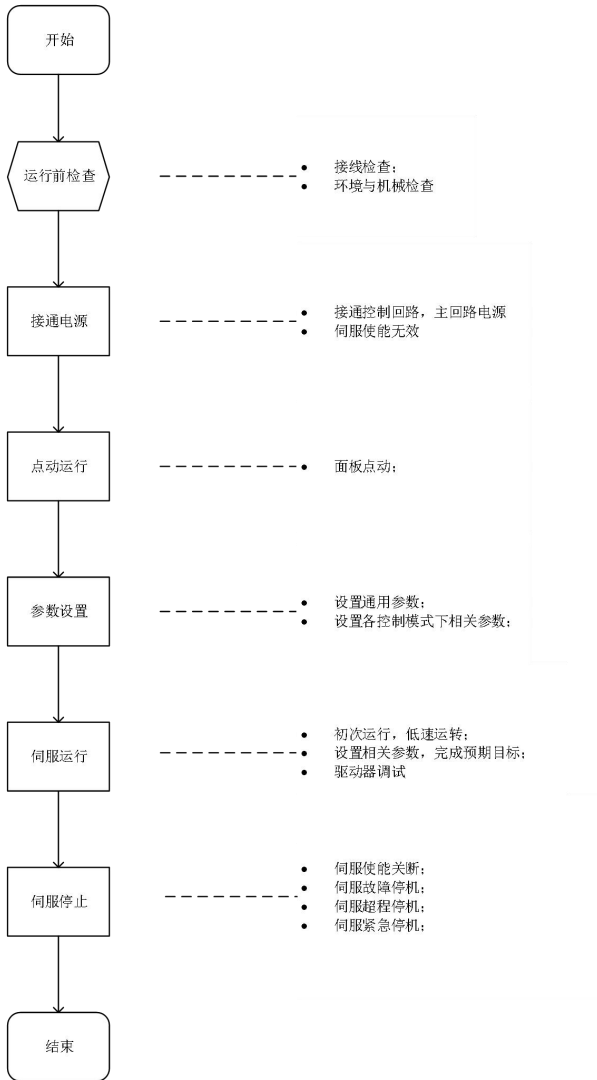 开始
运行前检查
● 接线检查；
● 环境与机械检查
接通电源
● 接通控制回路，主回路电源
● 伺服使能无效
点动运行
● 面板点动；
参数设置
● 设置通用参数；
● 设置各控制模式下相关参数；
伺服运行
● 初次运行，低速运转；
● 设置相关参数，完成预期目标；
● 驱动器调试
伺服停止
● 伺服使能关断；
● 伺服故障停机；
● 伺服超程停机；
● 伺服紧急停机；
结束